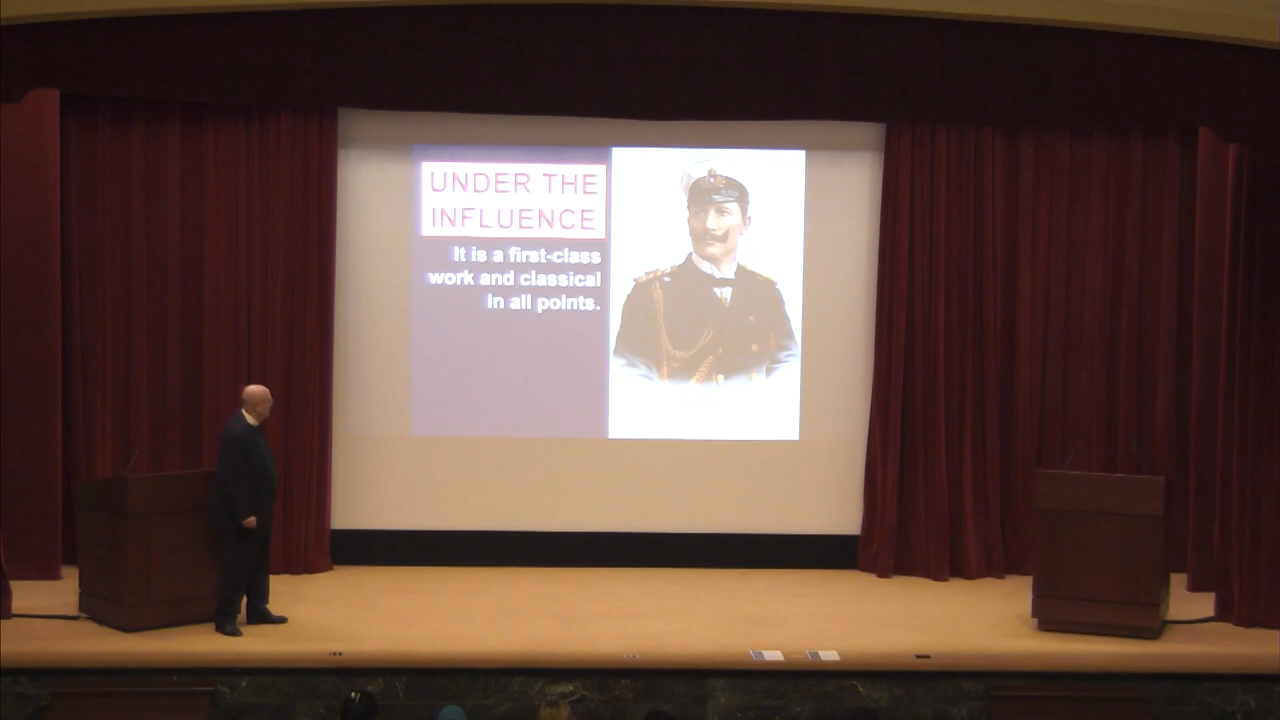 UNDER THE
INFLUENCE
It is a first-class
work and classical
in all points.